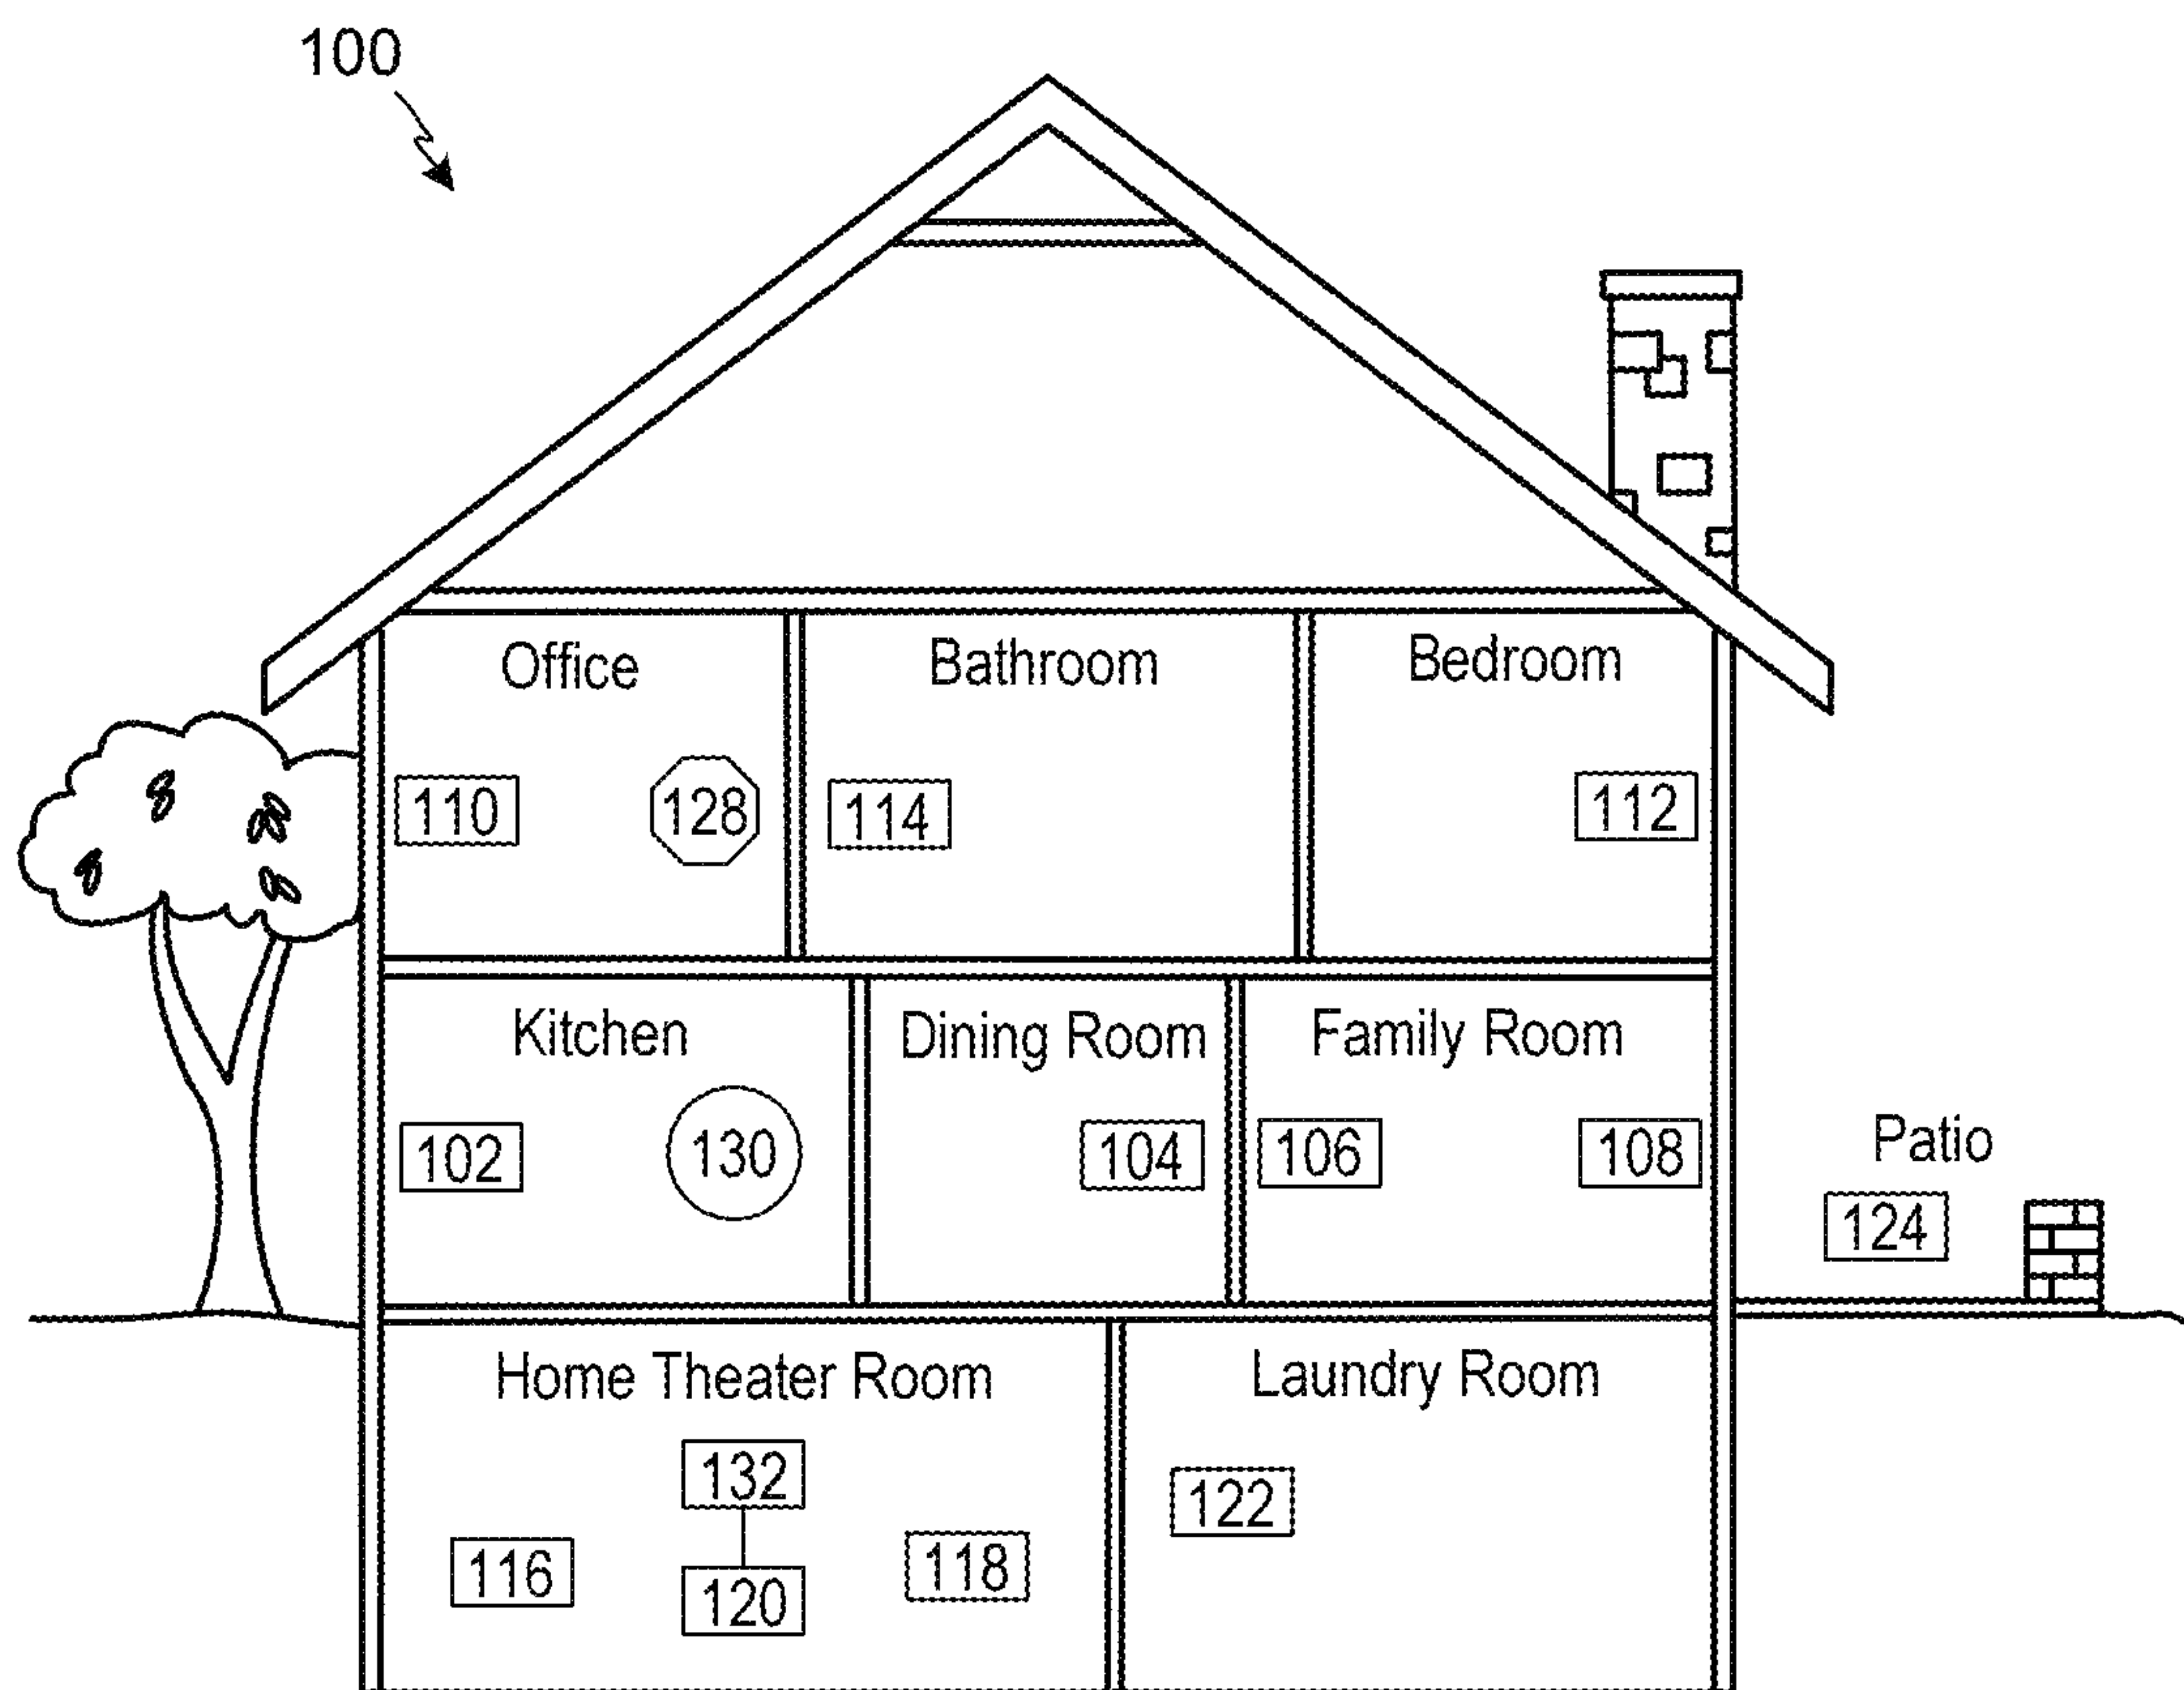 100
Office
Bathroom
Bedroom
110
128
114
112
Kitchen
Dining Room
Family Room
102
130
104
106
108
Patio
124
Home Theater Room
Laundry Room
132
122
116
120
118